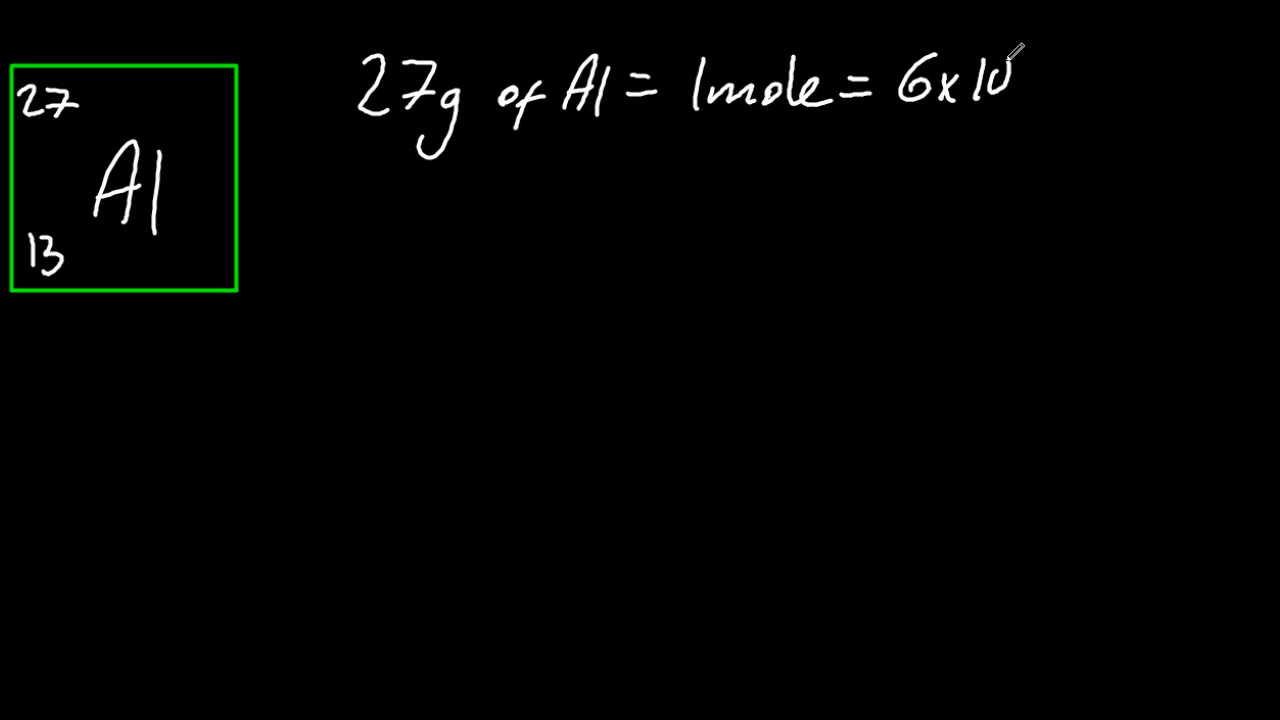 27
Al
13
27g of Al = 1mole = 6x10